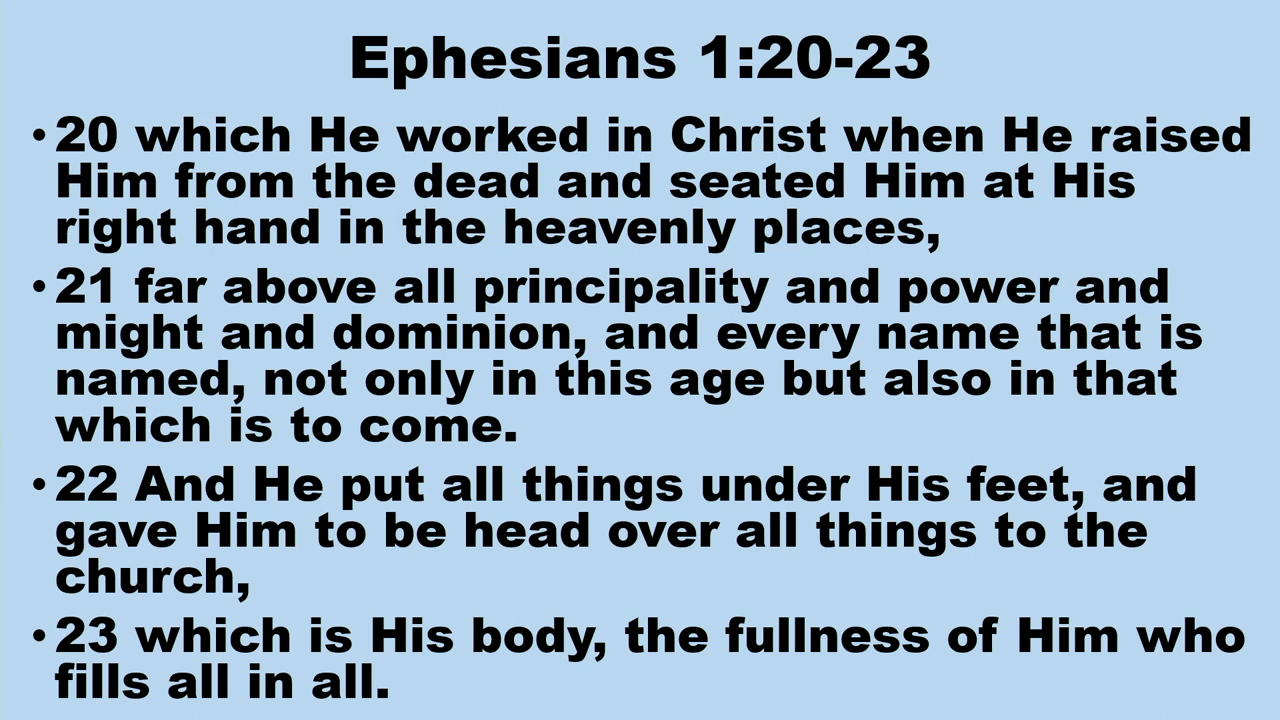 Ephesians 1:20-23
• 20 which He worked in Christ when He raised
Him from the dead and seated Him at His
right hand in the heavenly places,
• 21 far above all principality and power and
might and dominion, and every name that is
named, not only in this age but also in that
which is to come.
• 22 And He put all things under His feet, and
gave Him to be head over all things to the
church,
• 23 which is His body, the fullness of Him who
fills all in all.